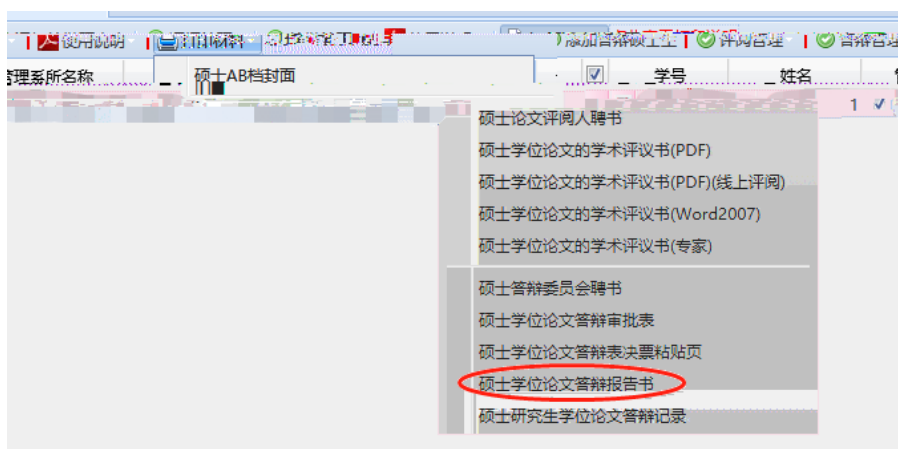 使用说明 打印材料 添加答辩硕士生 评阅管理 答辩管
管理系所名称 硕士AB档封面 学号 姓名
1
硕士论文评阅人聘书
硕士学位论文的学术评议书(PDF)
硕士学位论文的学术评议书(PDF)(线上评阅)
硕士学位论文的学术评议书(Word2007)
硕士学位论文的学术评议书(专家)
硕士答辩委员会聘书
硕士学位论文答辩审批表
硕士学位论文答辩表决票粘贴页
硕士学位论文答辩报告书
硕士研究生学位论文答辩记录